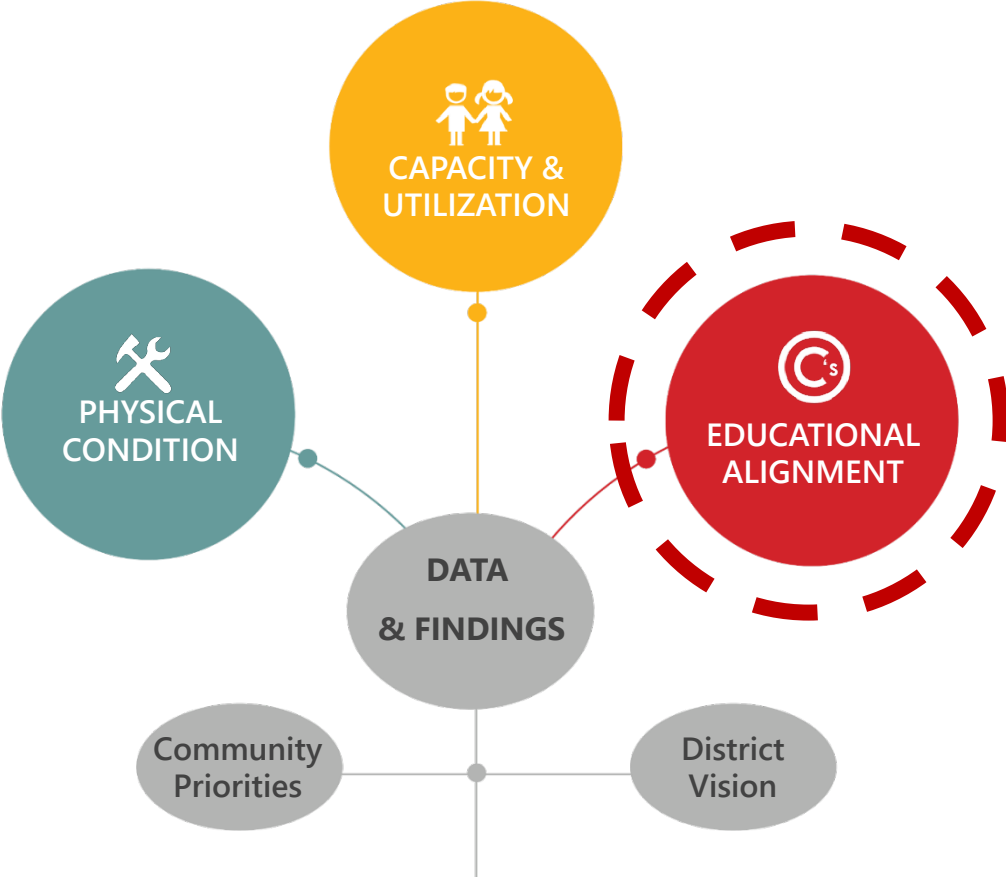 CAPACITY &
UTILIZATION
PHYSICAL
CONDITION
C's
EDUCATIONAL
ALIGNMENT
DATA
& FINDINGS
Community
Priorities
District
Vision